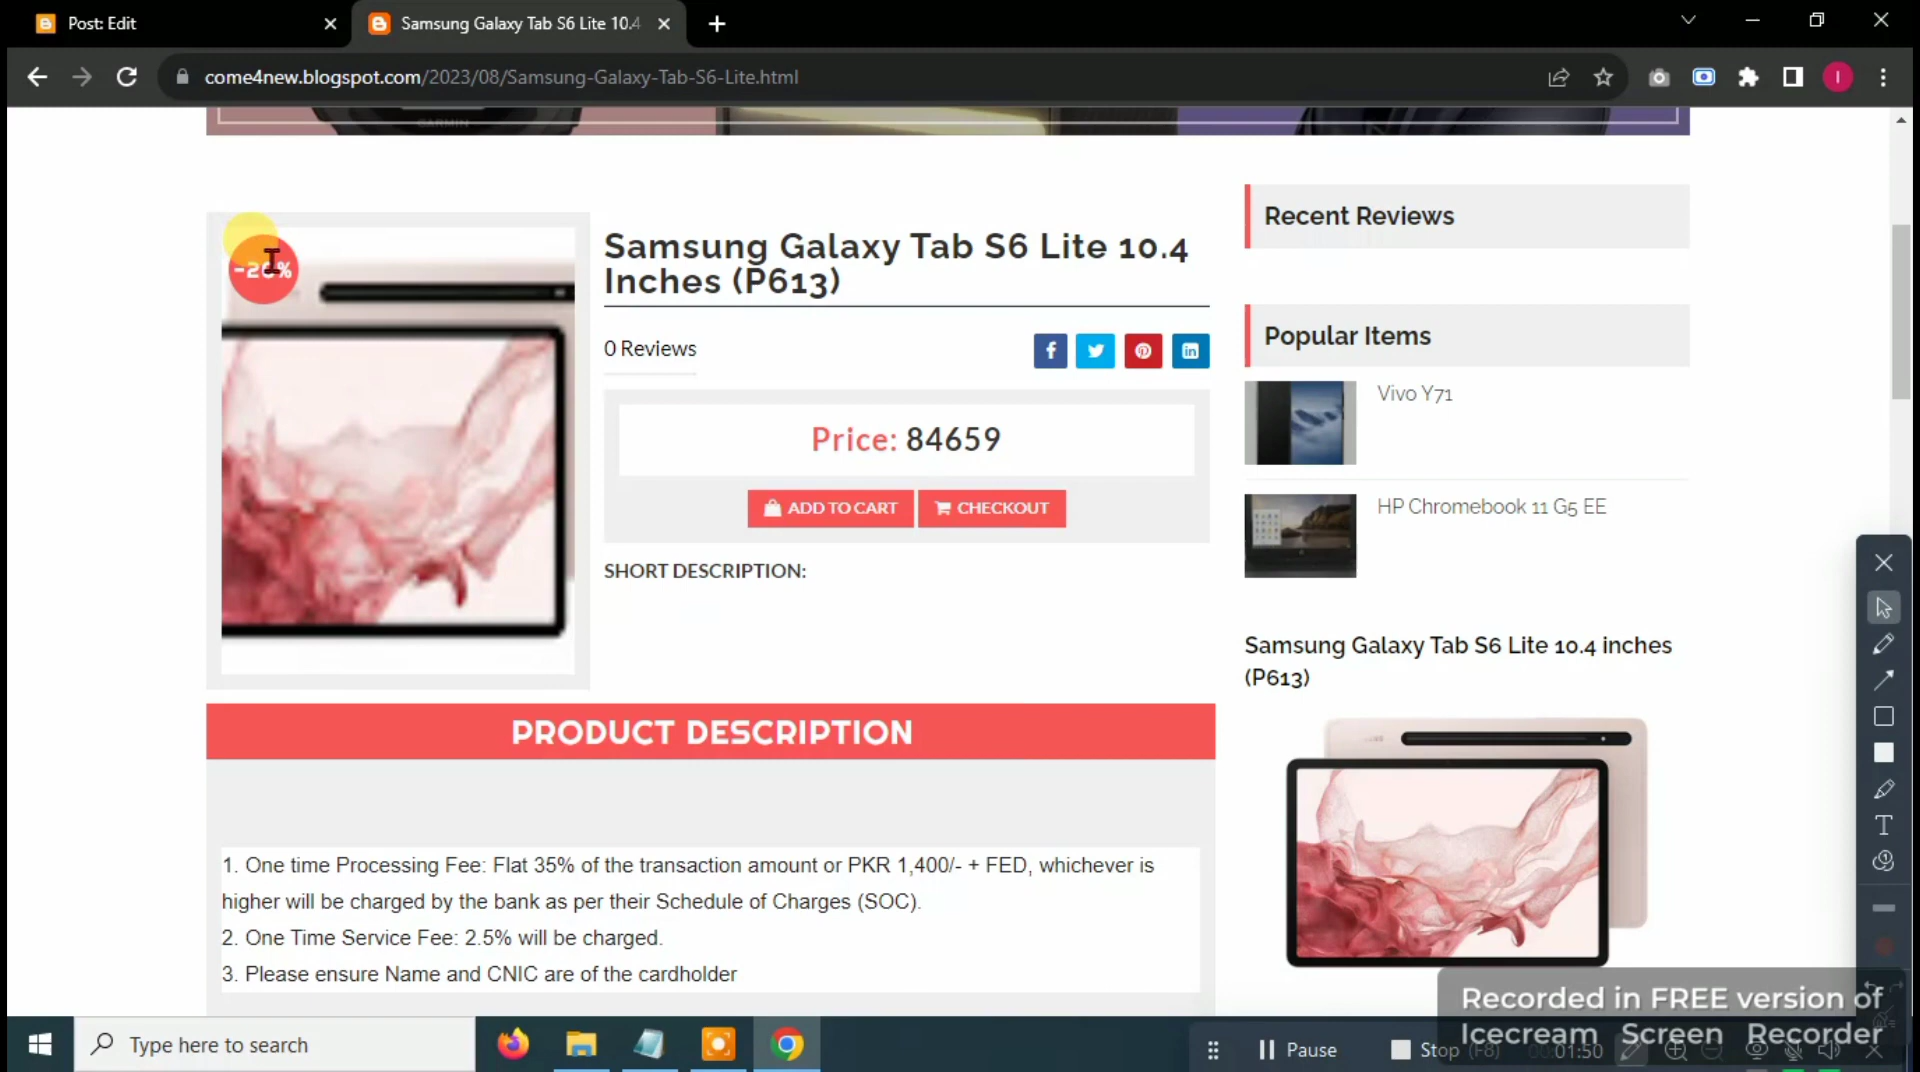 Post: Edit
Samsung Galaxy Tab S6 Lite 10.4
come4new.blogspot.com/2023/08/Samsung-Galaxy-Tab-S6-Lite.html
I
GARMIN
Samsung Galaxy Tab S6 Lite 10.4
Inches (P613)
0 Reviews
Price: 84659
ADD TO CART
CHECKOUT
SHORT DESCRIPTION:
PRODUCT DESCRIPTION
1. One time Processing Fee: Flat 35% of the transaction amount or PKR 1,400/- + FED, whichever is
higher will be charged by the bank as per their Schedule of Charges (SOC).
2. One Time Service Fee: 2.5% will be charged.
3. Please ensure Name and CNIC are of the cardholder
Recent Reviews
Popular Items
Vivo Y71
HP Chromebook 11 G5 EE
Samsung Galaxy Tab S6 Lite 10.4 inches
(P613)
Recorded in FREE version of
Icecream Screen Recorder
Type here to search
Pause
Stop (F8)
01:50